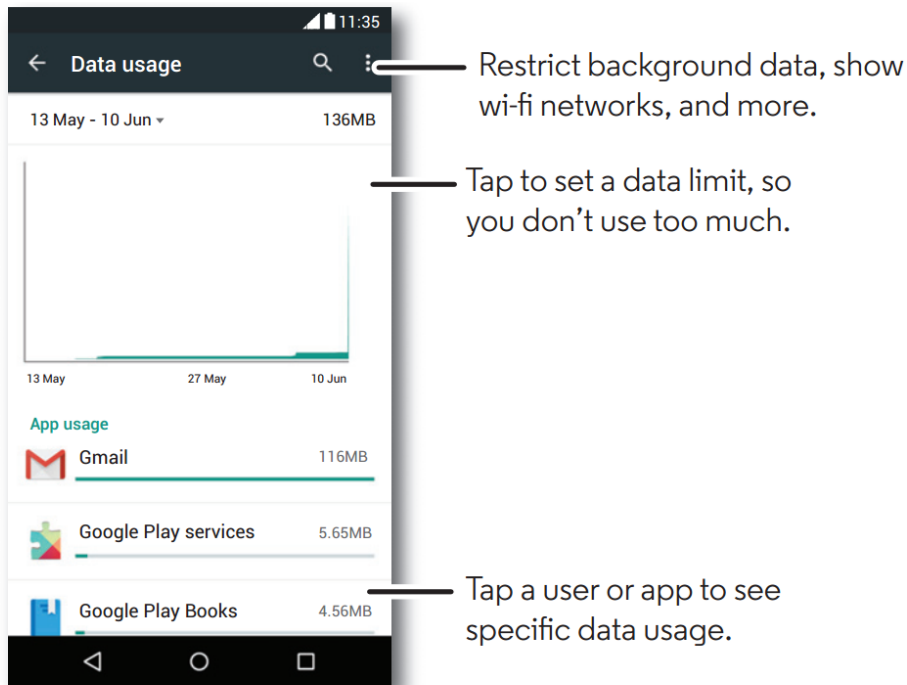 11:35
Data usage
Restrict background data, show
wi-fi networks, and more.
13 May - 10 Jun
136MB
Tap to set a data limit, so
you don’t use too much.
13 May
27 May
10 Jun
App usage
Gmail
116MB
Google Play services
5.65MB
Google Play Books
4.56MB
Tap a user or app to see
specific data usage.